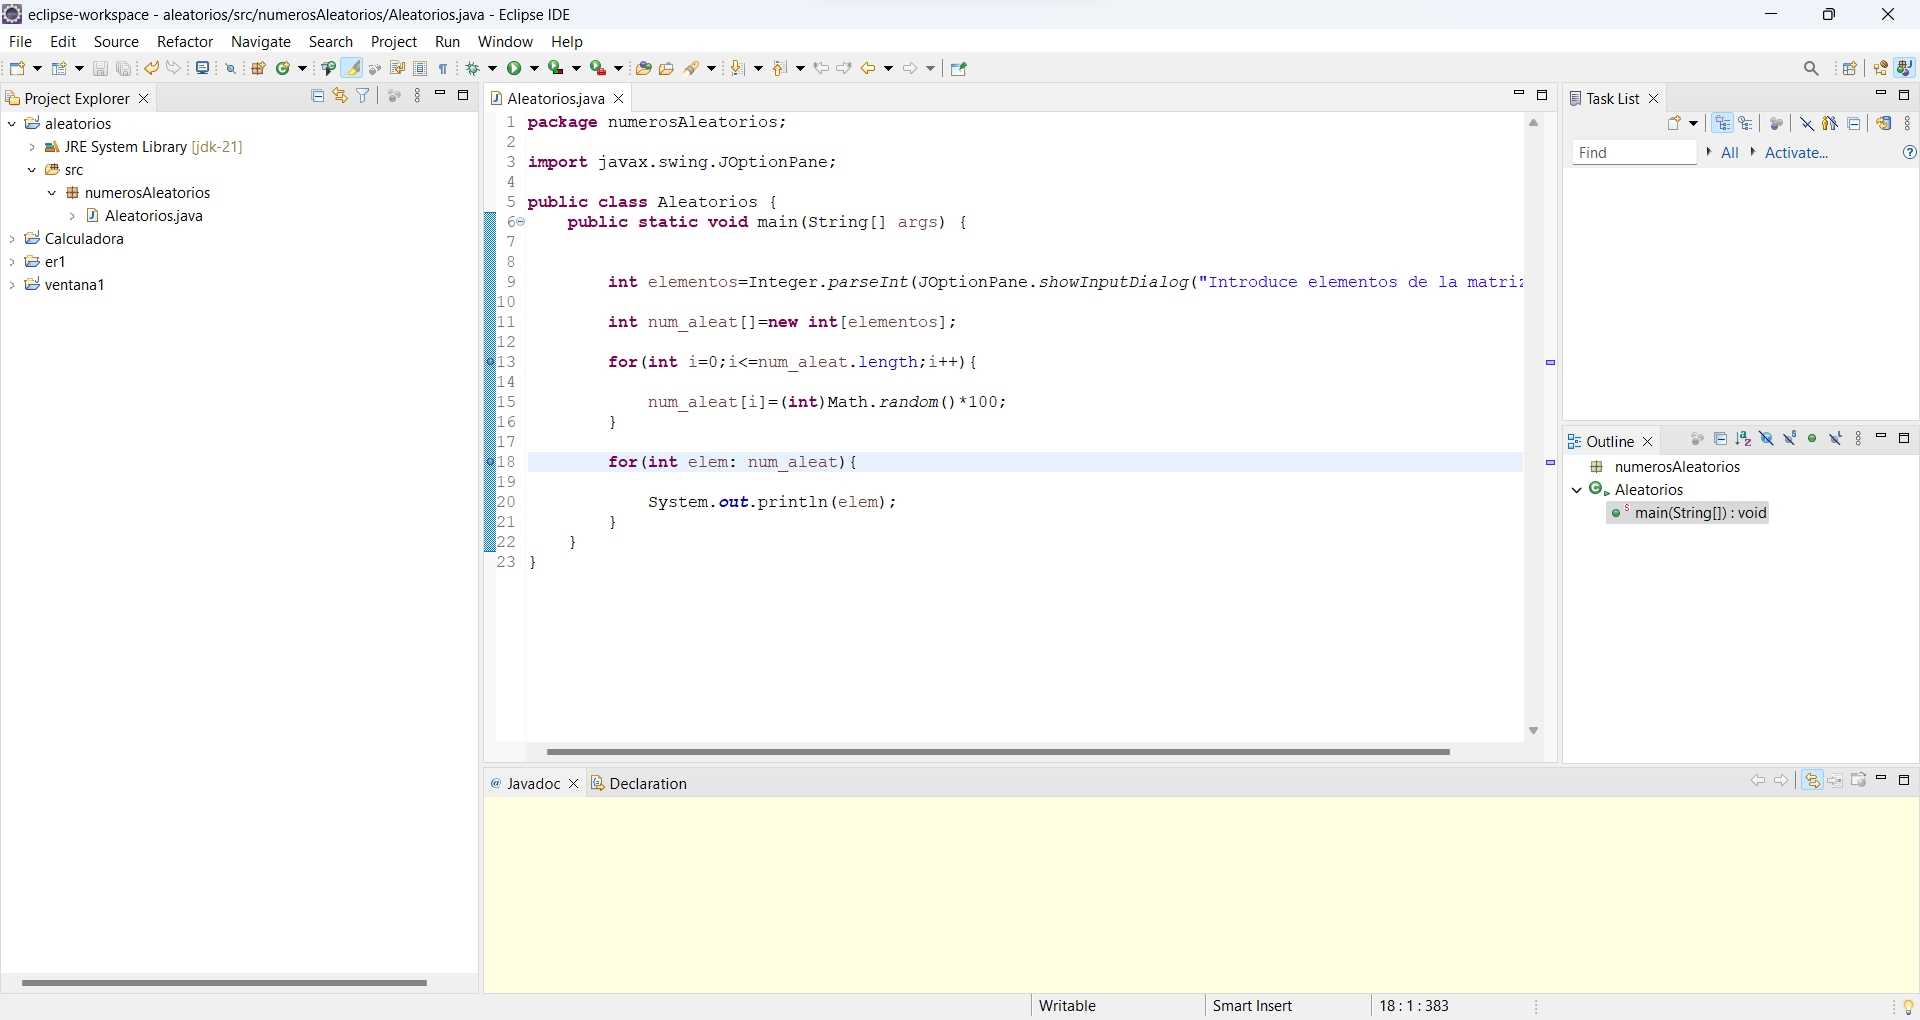 eclipse-workspace - aleatorios/src/numerosAleatorios/Aleatorios.java - Eclipse IDE
File Edit Source Refactor Navigate Search Project Run Window Help
Project Explorer
aleatorios
JRE System Library [jdk-21]
src
numerosAleatorios
Aleatorios.java
Calculadora
er1
ventana1
Aleatorios.java
1 package numerosAleatorios;
2
3 import javax.swing.JOptionPane;
4
5 public class Aleatorios {
6 public static void main(String[] args) {
7
8
9 int elementos=Integer.parseInt(JOptionPane.showInputDialog("Introduce elementos de la matriz
10
11 int num_aleat[]=new int[elementos];
12
13 for(int i=0;i<=num_aleat.length;i++){
14
15 num_aleat[i]=(int)Math.random()*100;
16 }
17
18 for(int elem: num_aleat){
19
20 System.out.println(elem);
21 }
22 }
23 }
Task List
Find All Activate...
Outline
numerosAleatorios
Aleatorios
main(String[]) : void
@ Javadoc Declaration
Writable Smart Insert 18 : 1 : 383